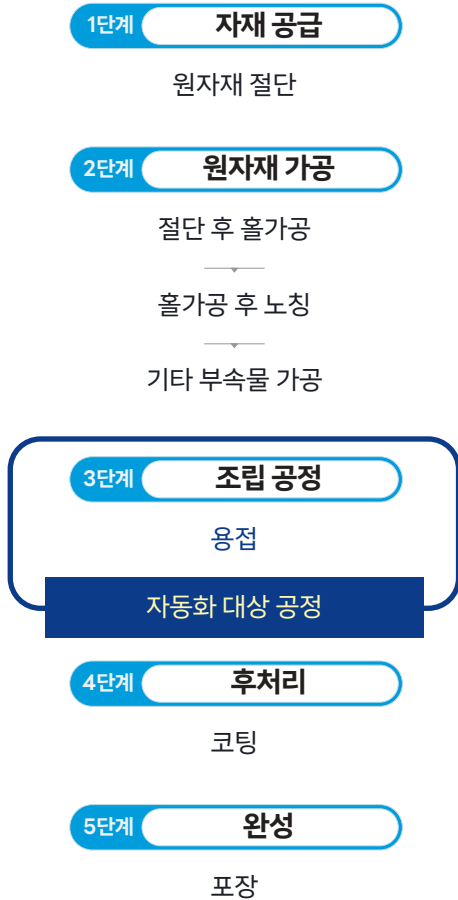 1단계 자재 공급
원자재 절단
2단계 원자재 가공
절단 후 홀가공
홀가공 후 노칭
기타 부속물 가공
3단계 조립 공정
용접
자동화 대상 공정
4단계 후처리
코팅
5단계 완성
포장